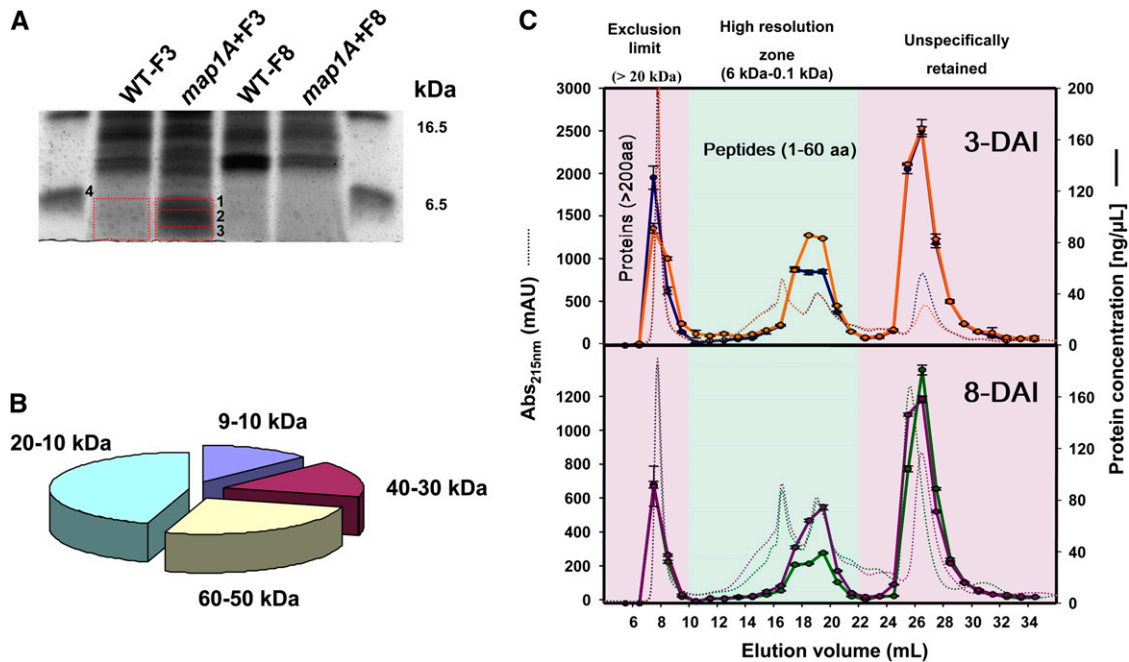 A
WT-F3
map1A+F3
WT-F8
map1A+F8
kDa
16.5
6.5
4
1
2
3
B
20-10 kDa
9-10 kDa
40-30 kDa
60-50 kDa
C
Exclusion
limit
(> 20 kDa)
High resolution
zone
(6 kDa-0.1 kDa)
Unspecifically
retained
3000
2500
2000
1500
1000
500
0
200
160
120
80
40
0
Proteins (>200aa)
Peptides (1-60 aa)
3-DAI
1200
1000
800
600
400
200
0
160
120
80
40
0
8-DAI
Abs215nm (mAU)
Protein concentration [ng/µL]
6 8 10 12 14 16 18 20 22 24 26 28 30 32 34
Elution volume (mL)